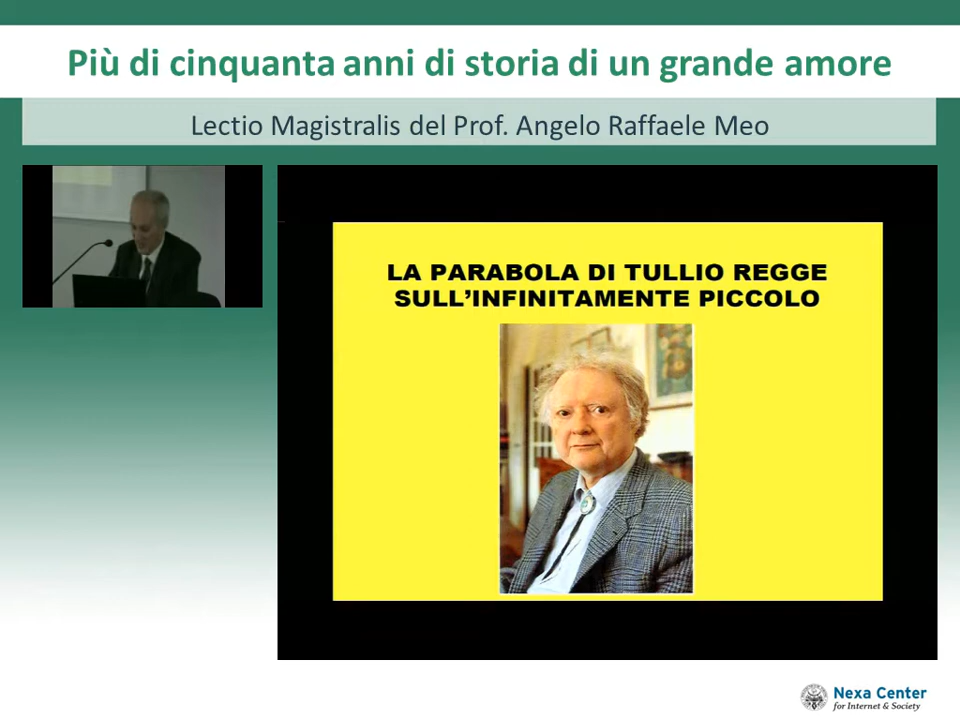 Più di cinquanta anni di storia di un grande amore
Lectio Magistralis del Prof. Angelo Raffaele Meo
LA PARABOLA DI TULLIO REGGE
SULL'INFINITAMENTE PICCOLO
Nexa Center
for Internet & Society